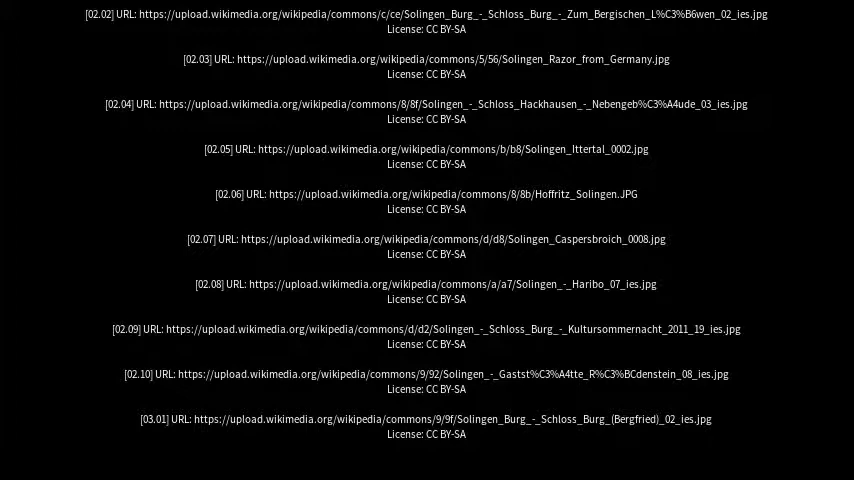 [02.02] URL: https://upload.wikimedia.org/wikipedia/commons/c/ce/Solingen_Burg_-_Schloss_Burg_-_Zum_Bergischen_L%C3%B6wen_02_ies.jpg
License: CC BY-SA
[02.03] URL: https://upload.wikimedia.org/wikipedia/commons/5/56/Solingen_Razor_from_Germany.jpg
License: CC BY-SA
[02.04] URL: https://upload.wikimedia.org/wikipedia/commons/8/8f/Solingen_-_Schloss_Hackhausen_-_Nebengeb%C3%A4ude_03_ies.jpg
License: CC BY-SA
[02.05] URL: https://upload.wikimedia.org/wikipedia/commons/b/b8/Solingen_Ittertal_0002.jpg
License: CC BY-SA
[02.06] URL: https://upload.wikimedia.org/wikipedia/commons/8/8b/Hoffritz_Solingen.JPG
License: CC BY-SA
[02.07] URL: https://upload.wikimedia.org/wikipedia/commons/d/d8/Solingen_Caspersbroich_0008.jpg
License: CC BY-SA
[02.08] URL: https://upload.wikimedia.org/wikipedia/commons/a/a7/Solingen_-_Haribo_07_ies.jpg
License: CC BY-SA
[02.09] URL: https://upload.wikimedia.org/wikipedia/commons/d/d2/Solingen_-_Schloss_Burg_-_Kultursommernacht_2011_19_ies.jpg
License: CC BY-SA
[02.10] URL: https://upload.wikimedia.org/wikipedia/commons/9/92/Solingen_-_Gastst%C3%A4tte_R%C3%BCdenstein_08_ies.jpg
License: CC BY-SA
[03.01] URL: https://upload.wikimedia.org/wikipedia/commons/9/9f/Solingen_Burg_-_Schloss_Burg_(Bergfried)_02_ies.jpg
License: CC BY-SA